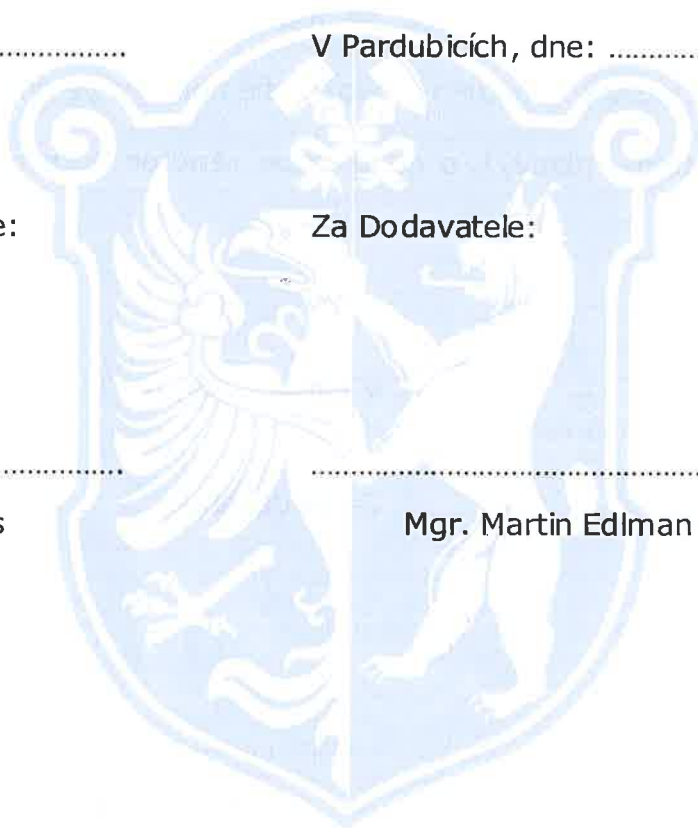 .................. V Pardubicích, dne: ............
e: Za Dodavatele:
.................. ..................................................
s Mgr. Martin Edlman